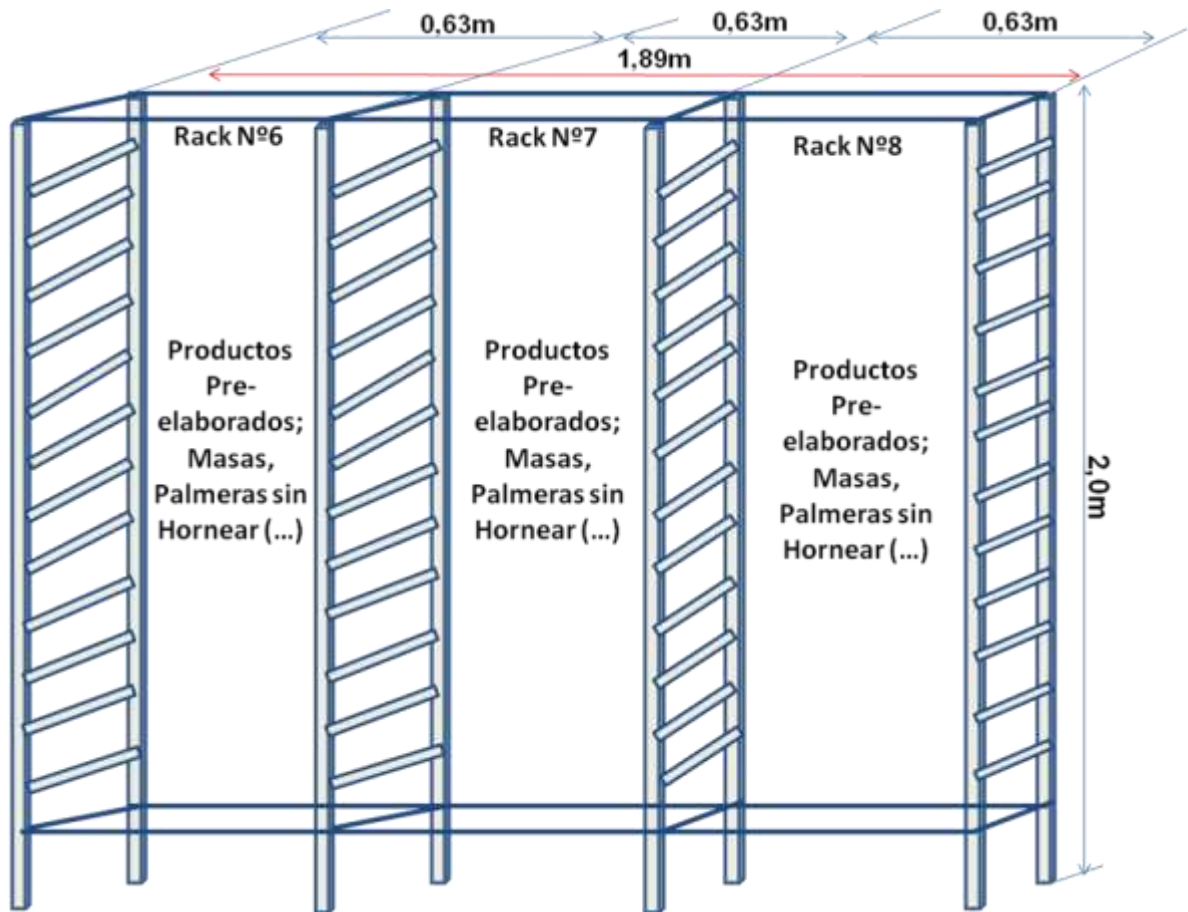 0,63m 0,63m 0,63m
1,89m
Rack Nº6
Rack Nº7
Rack Nº8
Productos
Pre-
elaborados;
Masas,
Palmeras sin
Hornear (...)
Productos
Pre-
elaborados;
Masas,
Palmeras sin
Hornear (...)
Productos
Pre-
elaborados;
Masas,
Palmeras sin
Hornear (...)
2,0m